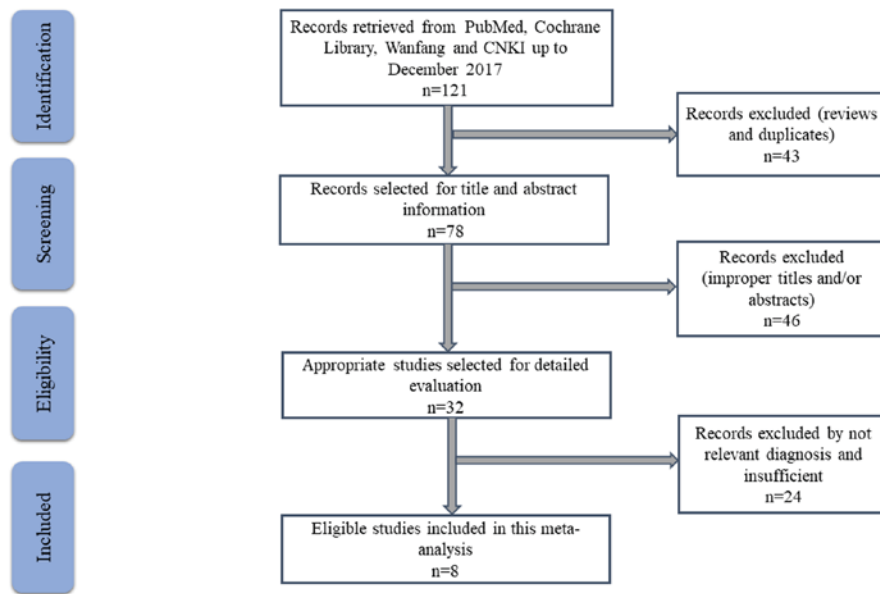 Identification
Records retrieved from PubMed, Cochrane
Library, Wanfang and CNKI up to
December 2017
n=121
Records excluded (reviews
and duplicates)
n=43
Screening
Records selected for title and abstract
information
n=78
Records excluded
(improper titles and/or
abstracts)
n=46
Eligibility
Appropriate studies selected for detailed
evaluation
n=32
Records excluded by not
relevant diagnosis and
insufficient
n=24
Included
Eligible studies included in this meta-
analysis
n=8